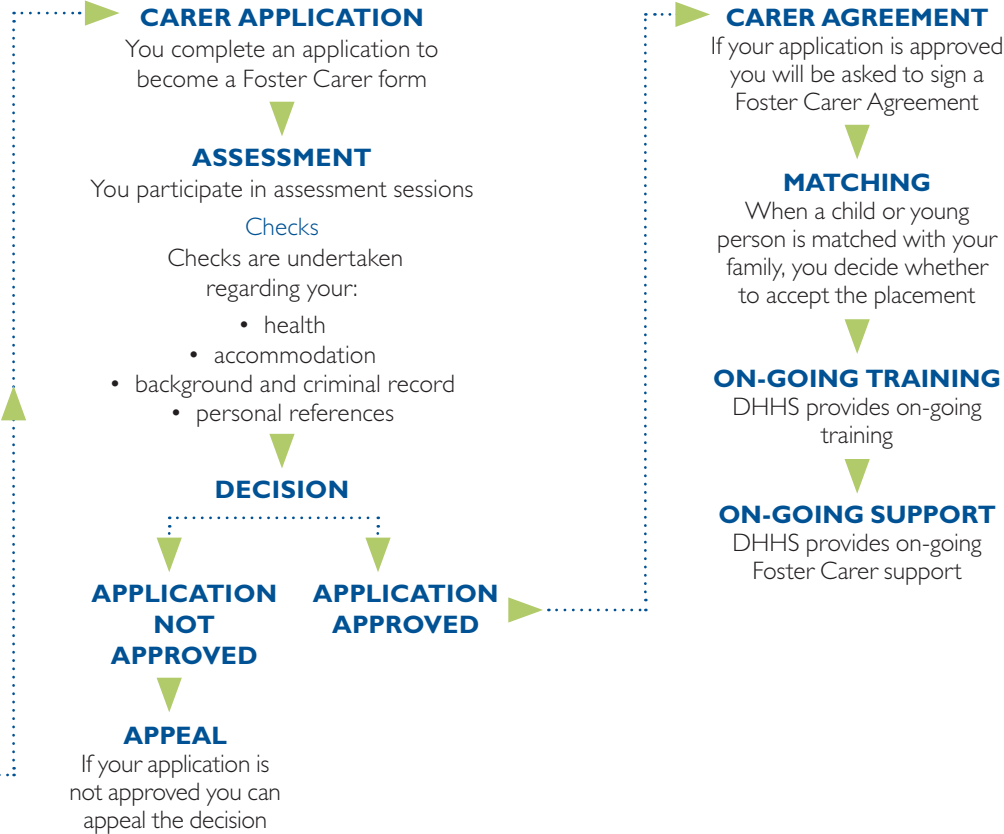 CARER APPLICATION
You complete an application to
become a Foster Carer form
ASSESSMENT
You participate in assessment sessions
Checks
Checks are undertaken
regarding your:
• health
• accommodation
• background and criminal record
• personal references
DECISION
APPLICATION
NOT
APPROVED
APPLICATION
APPROVED
APPEAL
If your application is
not approved you can
appeal the decision
CARER AGREEMENT
If your application is approved
you will be asked to sign a
Foster Carer Agreement
MATCHING
When a child or young
person is matched with your
family, you decide whether
to accept the placement
ON-GOING TRAINING
DHHS provides on-going
training
ON-GOING SUPPORT
DHHS provides on-going
Foster Carer support